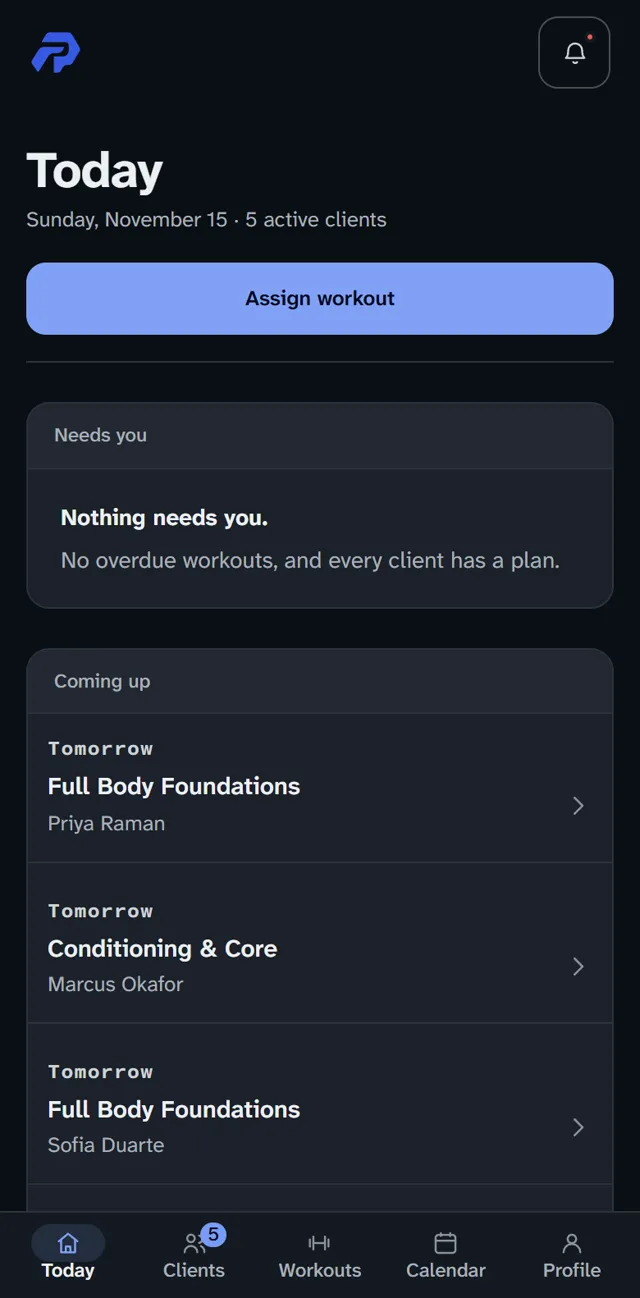 Today
Sunday, November 15 · 5 active clients
Assign workout
Needs you
Nothing needs you.
No overdue workouts, and every client has a plan.
Coming up
Tomorrow
Full Body Foundations
Priya Raman
Tomorrow
Conditioning & Core
Marcus Okafor
Tomorrow
Full Body Foundations
Sofia Duarte
5
Today
Clients
Workouts
Calendar
Profile